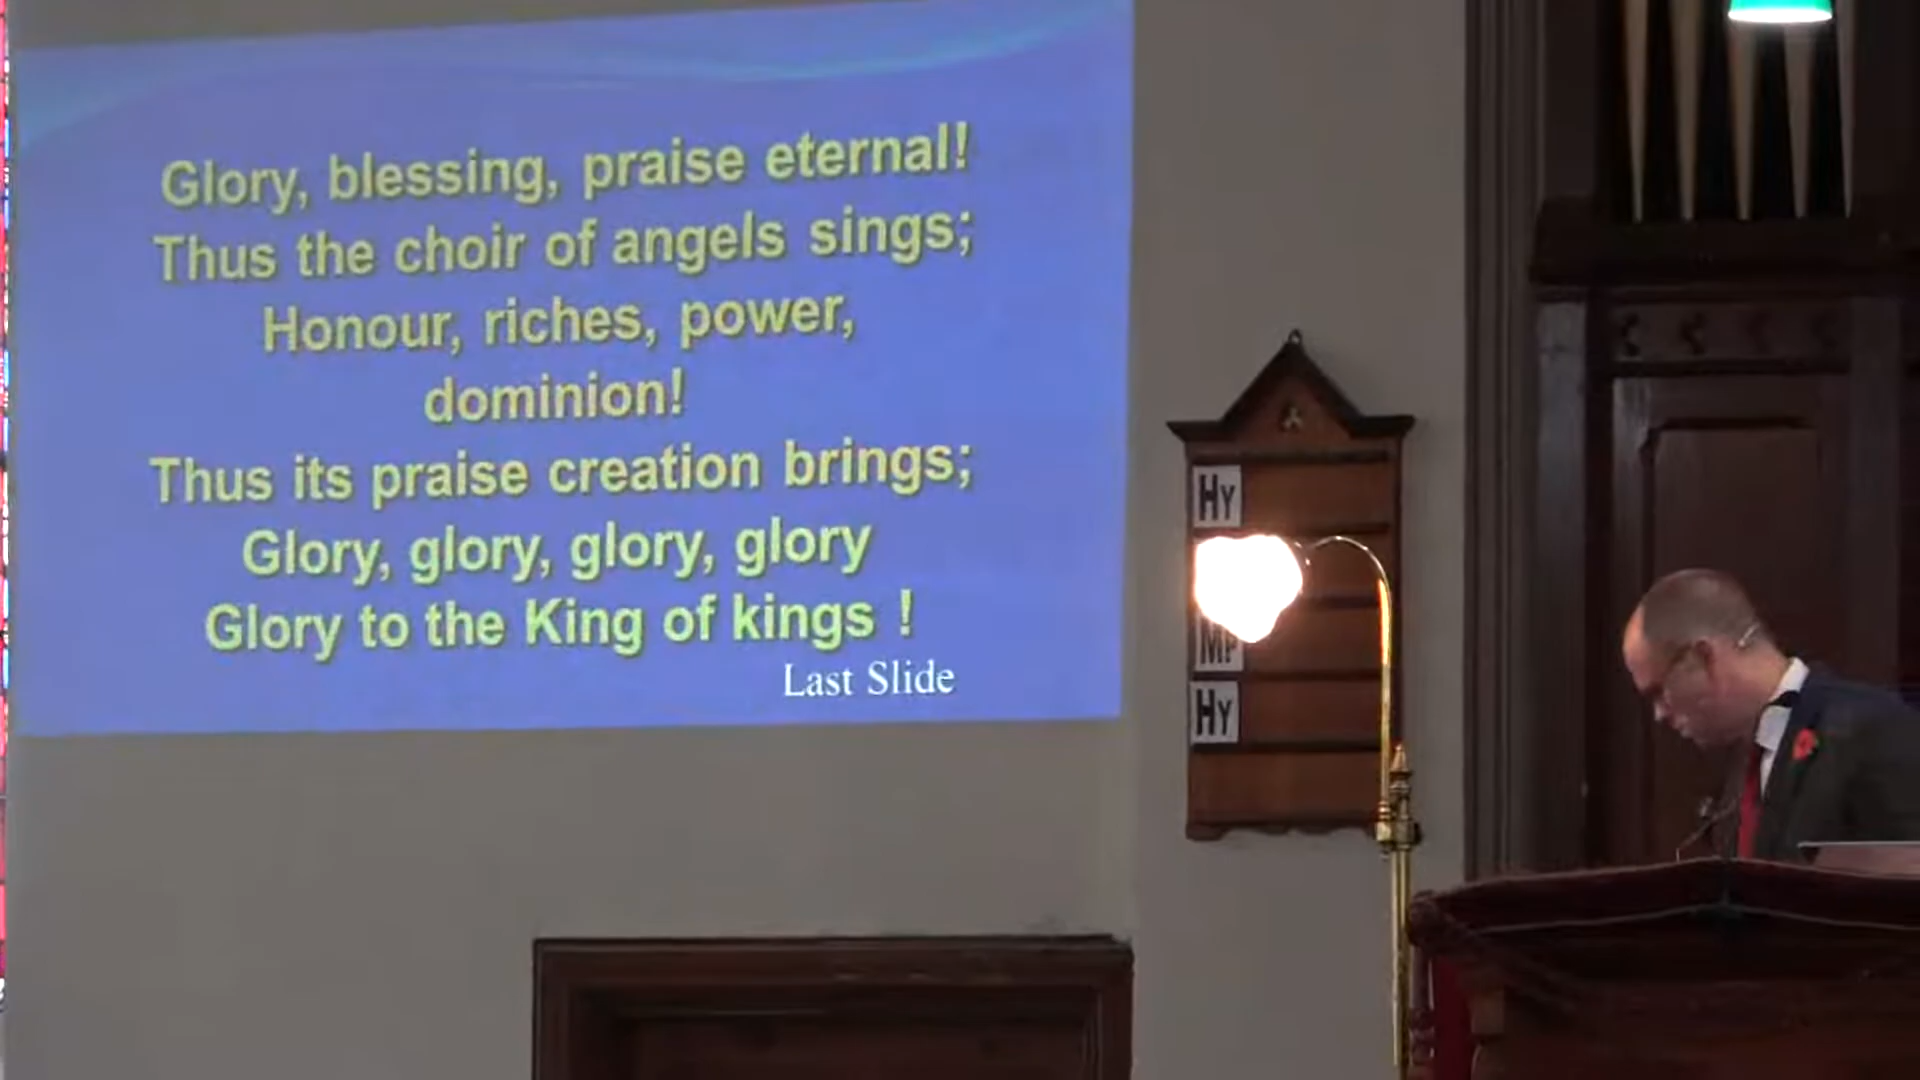 Glory, blessing, praise eternal!
Thus the choir of angels sings;
Honour, riches, power,
dominion!
Thus its praise creation brings;
Glory, glory, glory, glory
Glory to the King of kings !
Last Slide
HY
MP
HY